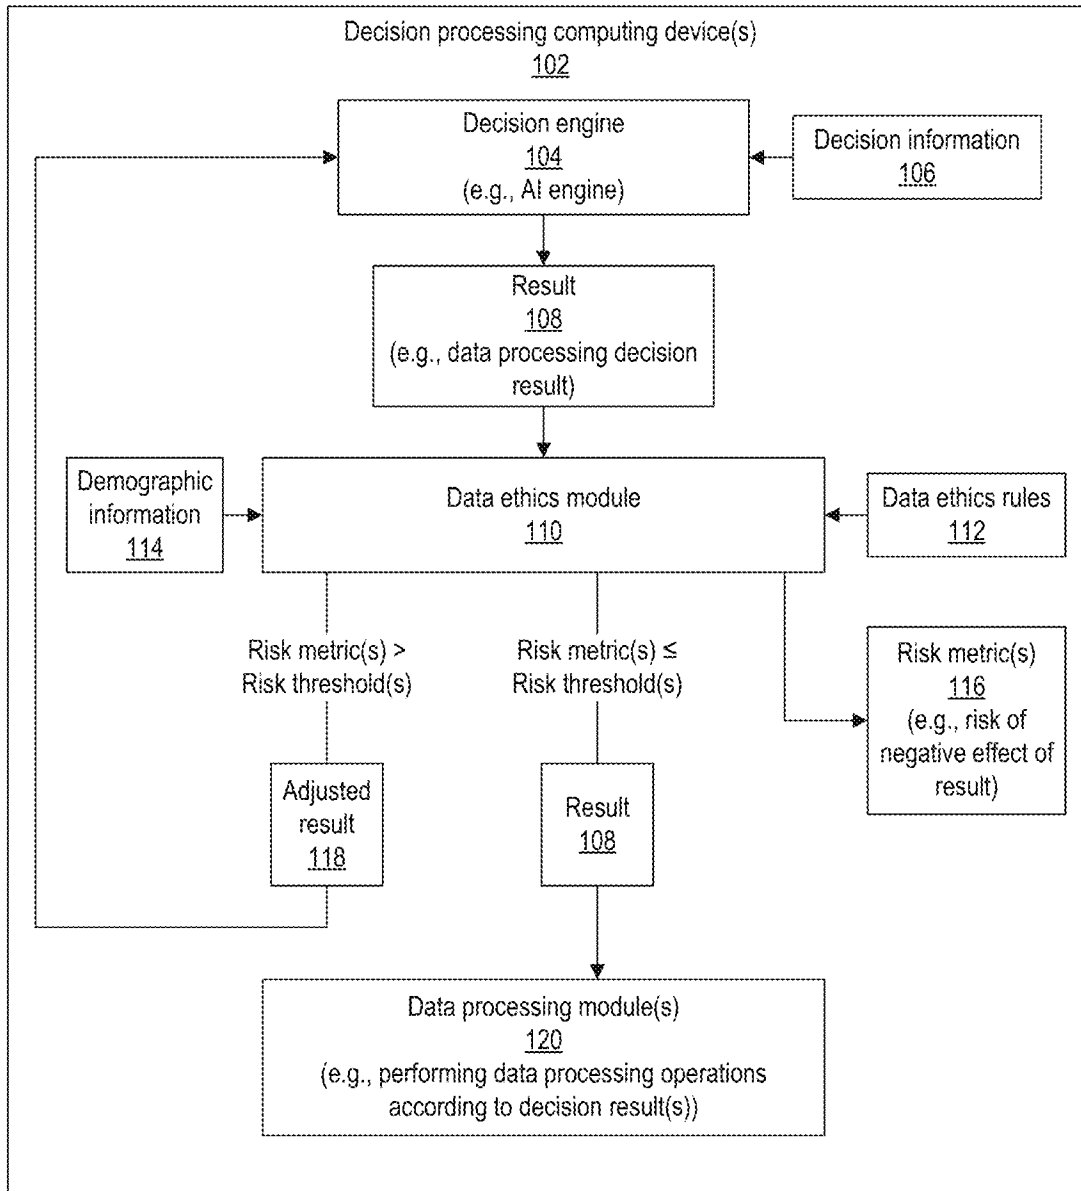 Decision processing computing device(s)
102
Decision engine
104
(e.g., AI engine)
Decision information
106
Result
108
(e.g., data processing decision
result)
Demographic
information
114
Data ethics module
110
Data ethics rules
112
Risk metric(s) >
Risk threshold(s)
Risk metric(s) ≤
Risk threshold(s)
Risk metric(s)
116
(e.g., risk of
negative effect of
result)
Adjusted
result
118
Result
108
Data processing module(s)
120
(e.g., performing data processing operations
according to decision result(s))